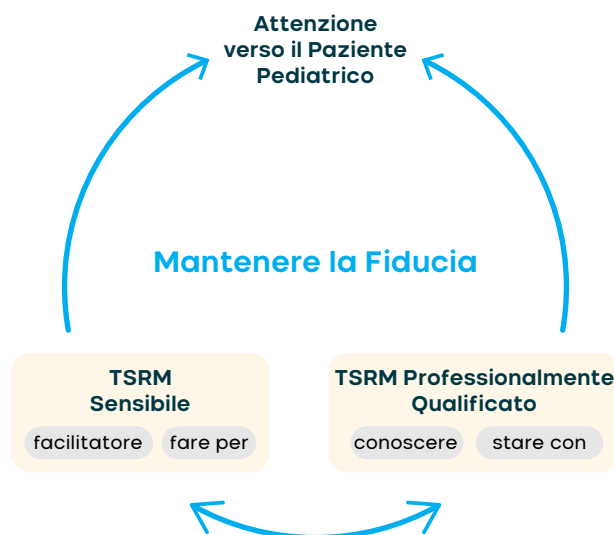 Attenzione
verso il Paziente
Pediatrico
Mantenere la Fiducia
TSRM
Sensibile
facilitatore
fare per
TSRM Professionalmente
Qualificato
conoscere
stare con